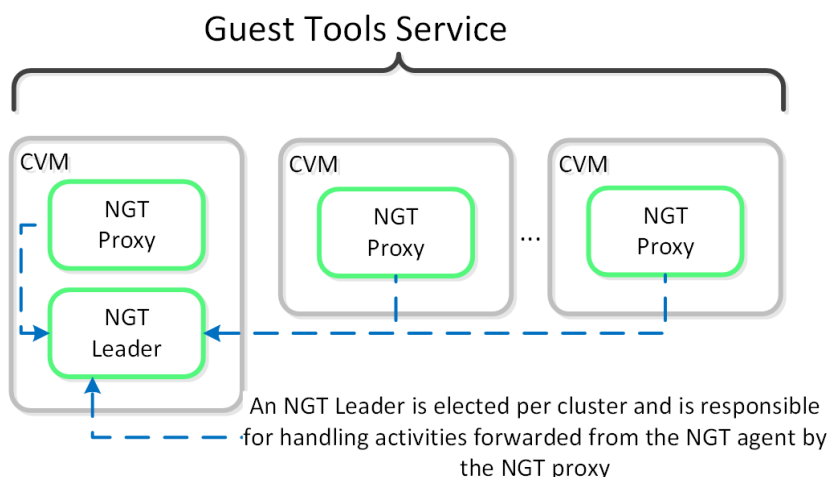 Guest Tools Service
CVM
NGT
Proxy
NGT
Leader
CVM
NGT
Proxy
...
CVM
NGT
Proxy
An NGT Leader is elected per cluster and is responsible
for handling activities forwarded from the NGT agent by
the NGT proxy